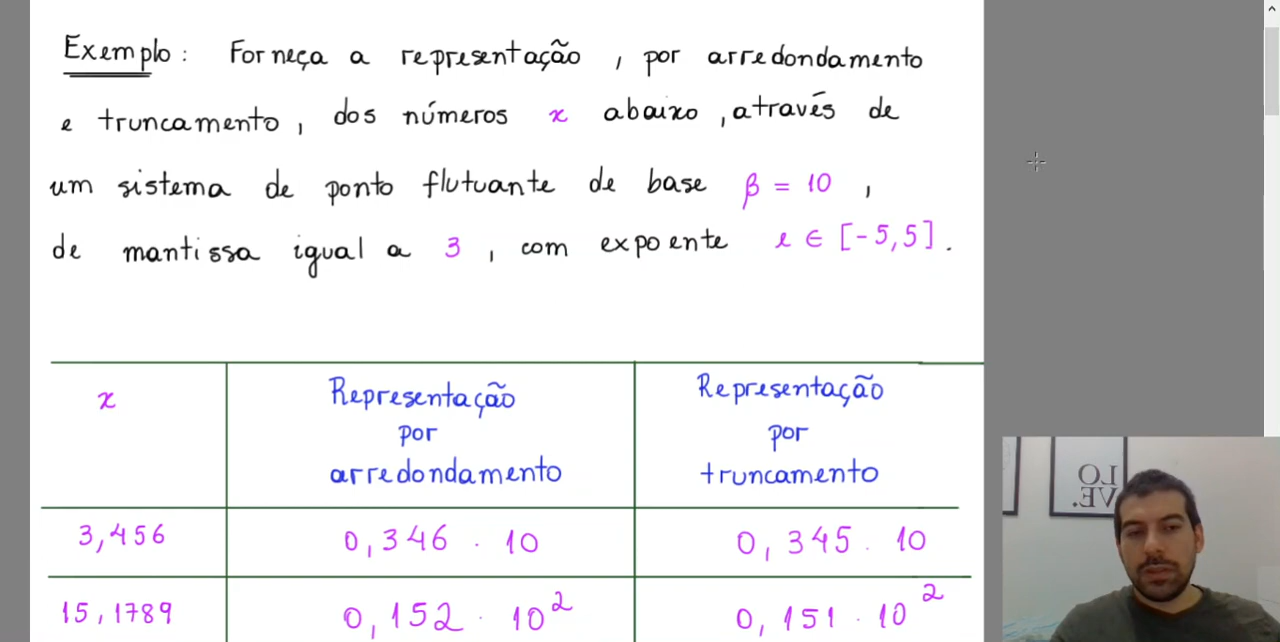 Exemplo: Forneça a representação, por arredondamento
e truncamento, dos números x abaixo, através de
um sistema de ponto flutuante de base β = 10,
de mantissa igual a 3, com expoente e ∈ [-5,5].
x
Representação
por
arredondamento
Representação
por
truncamento
3,456
0,346 · 10
0,345 · 10
15,1789
0,152 · 10²
0,151 · 10²
LO
VE.